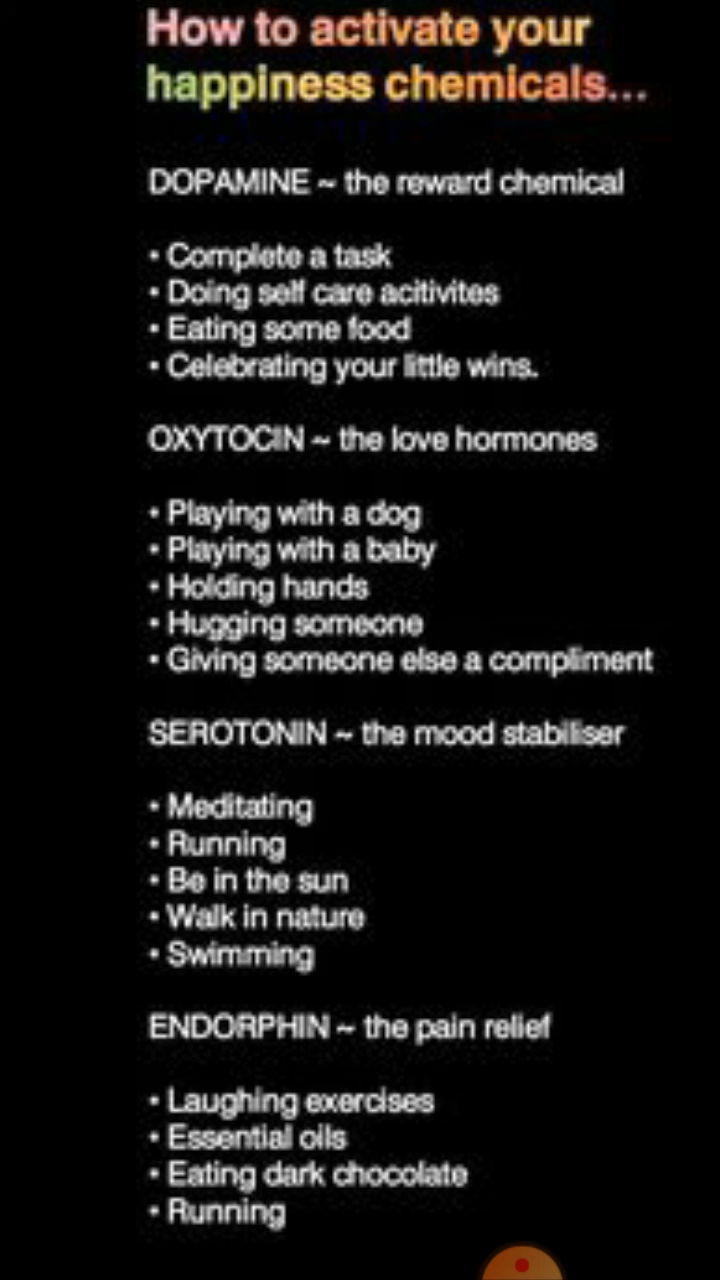 How to activate your
happiness chemicals...
DOPAMINE ~ the reward chemical
• Complete a task
• Doing self care acitivites
• Eating some food
• Celebrating your little wins.
OXYTOCIN ~ the love hormones
• Playing with a dog
• Playing with a baby
• Holding hands
• Hugging someone
• Giving someone else a compliment
SEROTONIN ~ the mood stabiliser
• Meditating
• Running
• Be in the sun
• Walk in nature
• Swimming
ENDORPHIN ~ the pain relief
• Laughing exercises
• Essential oils
• Eating dark chocolate
• Running